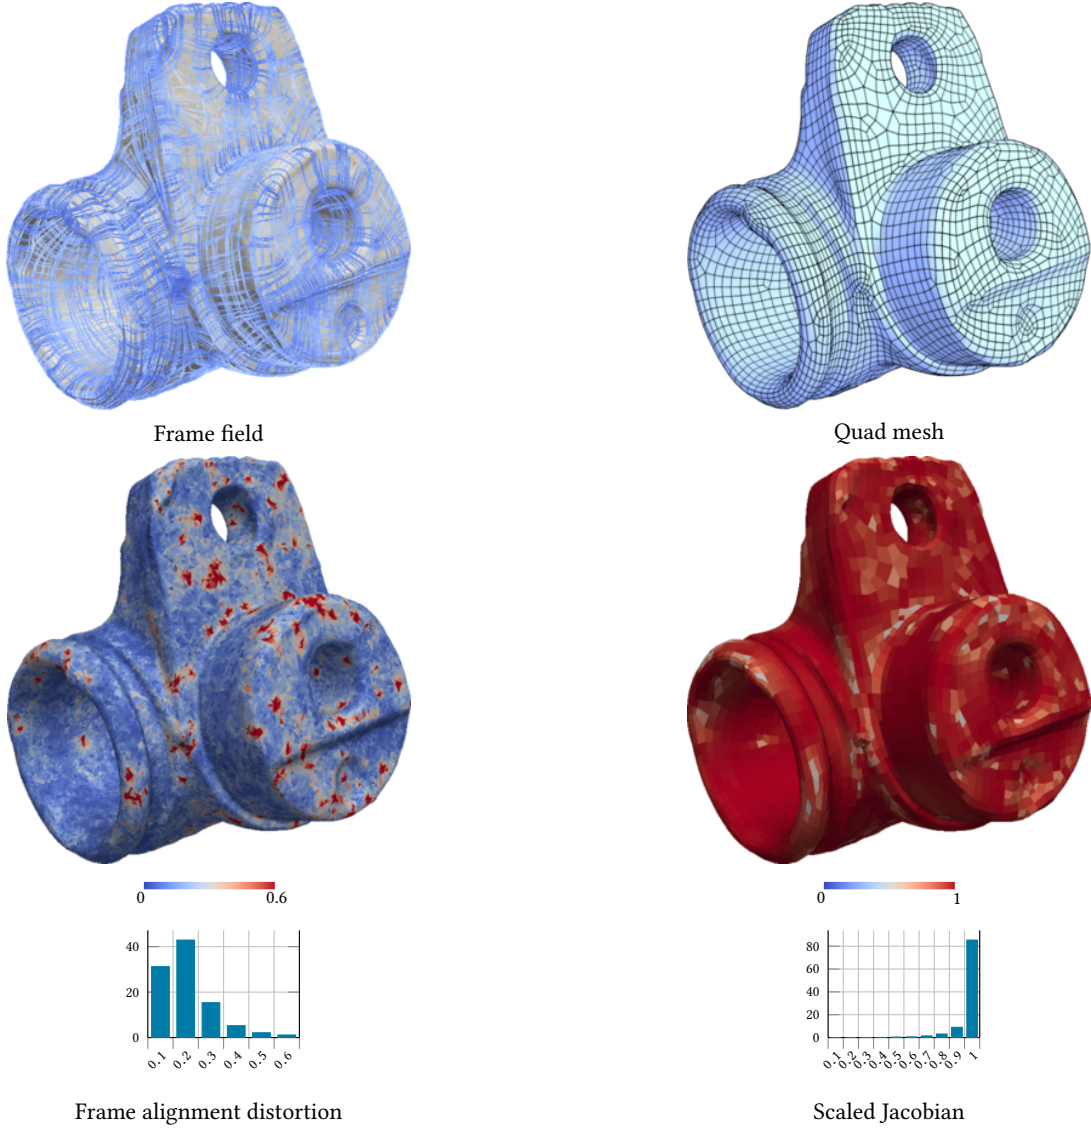 Frame field
Quad mesh
0 0.6
0 1
40
20
0
0.1 0.2 0.3 0.4 0.5 0.6
80
60
40
20
0
0.1 0.2 0.3 0.4 0.5 0.6 0.7 0.8 0.9 1
Frame alignment distortion
Scaled Jacobian